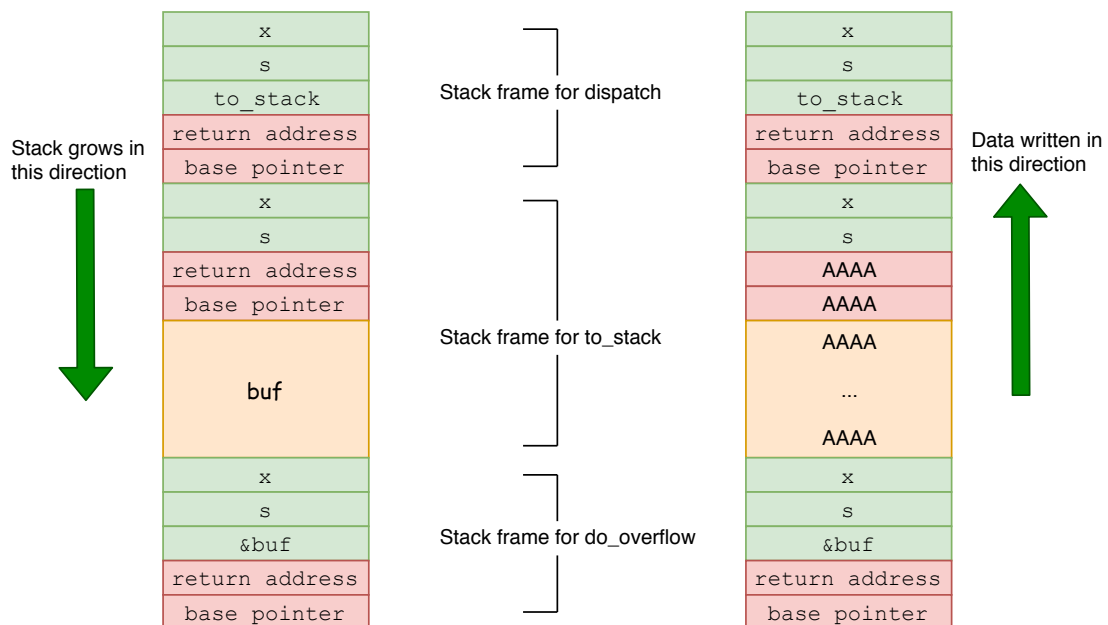 x
s
to_stack
return address
base pointer
x
s
return address
base pointer
buf
x
s
&buf
return address
base pointer
Stack grows in
this direction
Stack frame for dispatch
Stack frame for to_stack
Stack frame for do_overflow
x
s
to_stack
return address
base pointer
x
s
AAAA
AAAA
AAAA
...
AAAA
x
s
&buf
return address
base pointer
Data written in
this direction